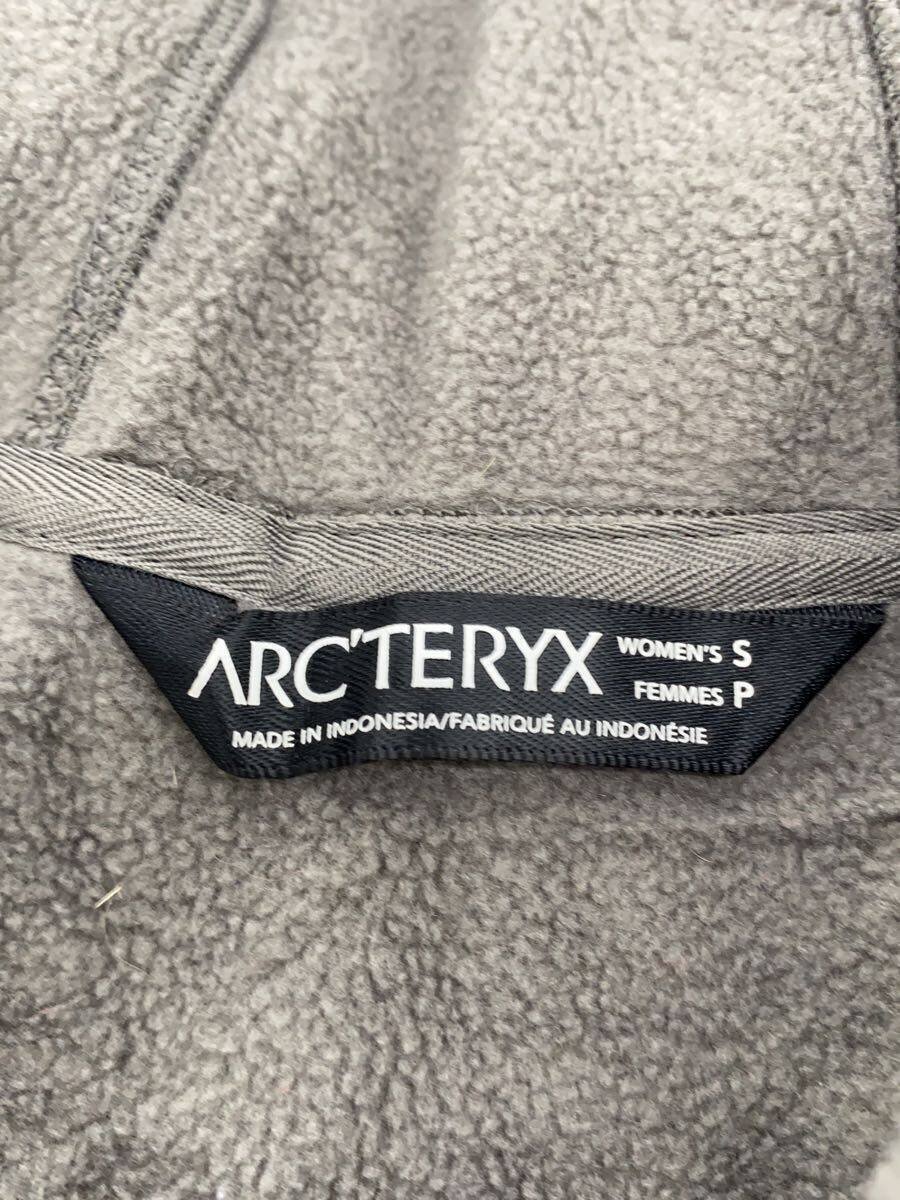 ARC'TERYX WOMEN'S S
FEMMES P
MADE IN INDONESIA/FABRIQUÉ AU INDONÉSIE